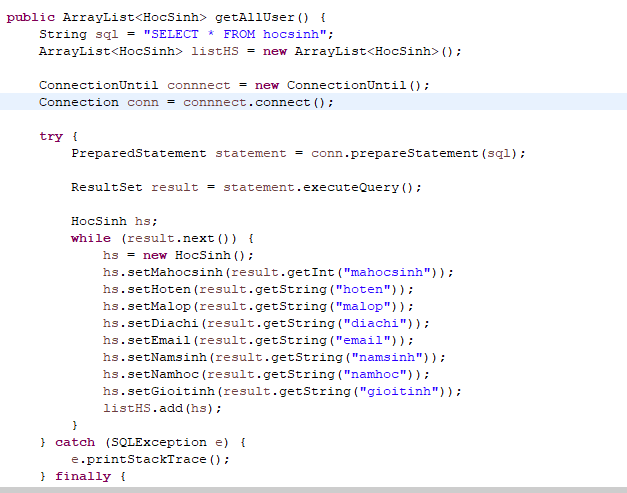 public ArrayList<HocSinh> getAllUser() {
String sql = "SELECT * FROM hocsinh";
ArrayList<HocSinh> listHS = new ArrayList<HocSinh>();
ConnectionUntil connnect = new ConnectionUntil();
Connection conn = connnect.connect();
try {
PreparedStatement statement = conn.prepareStatement(sql);
ResultSet result = statement.executeQuery();
HocSinh hs;
while (result.next()) {
hs = new HocSinh();
hs.setMahocsinh(result.getInt("mahocsinh"));
hs.setHoten(result.getString("hoten"));
hs.setMalop(result.getString("malop"));
hs.setDiachi(result.getString("diachi"));
hs.setEmail(result.getString("email"));
hs.setNamsinh(result.getString("namsinh"));
hs.setNamhoc(result.getString("namhoc"));
hs.setGioitinh(result.getString("gioitinh"));
listHS.add(hs);
}
} catch (SQLException e) {
e.printStackTrace();
} finally {